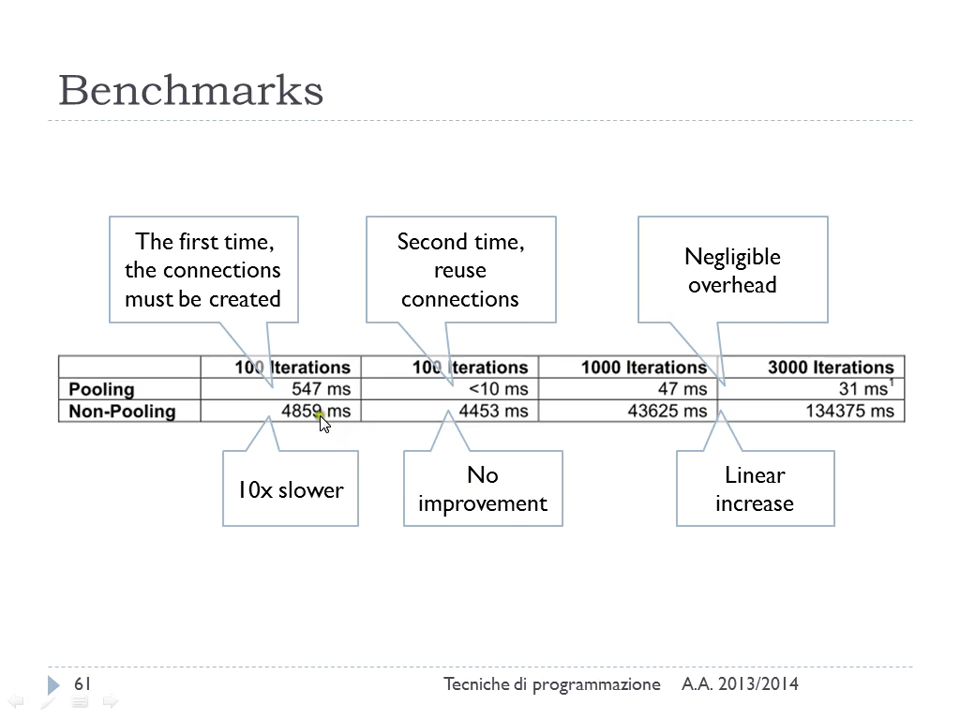 Benchmarks
The first time,
the connections
must be created
Second time,
reuse
connections
Negligible
overhead
100 Iterations 100 Iterations 1000 Iterations 3000 Iterations
Pooling 547 ms <10 ms 47 ms 31 ms1
Non-Pooling 4859 ms 4453 ms 43625 ms 134375 ms
10x slower
No
improvement
Linear
increase
61 Tecniche di programmazione A.A. 2013/2014